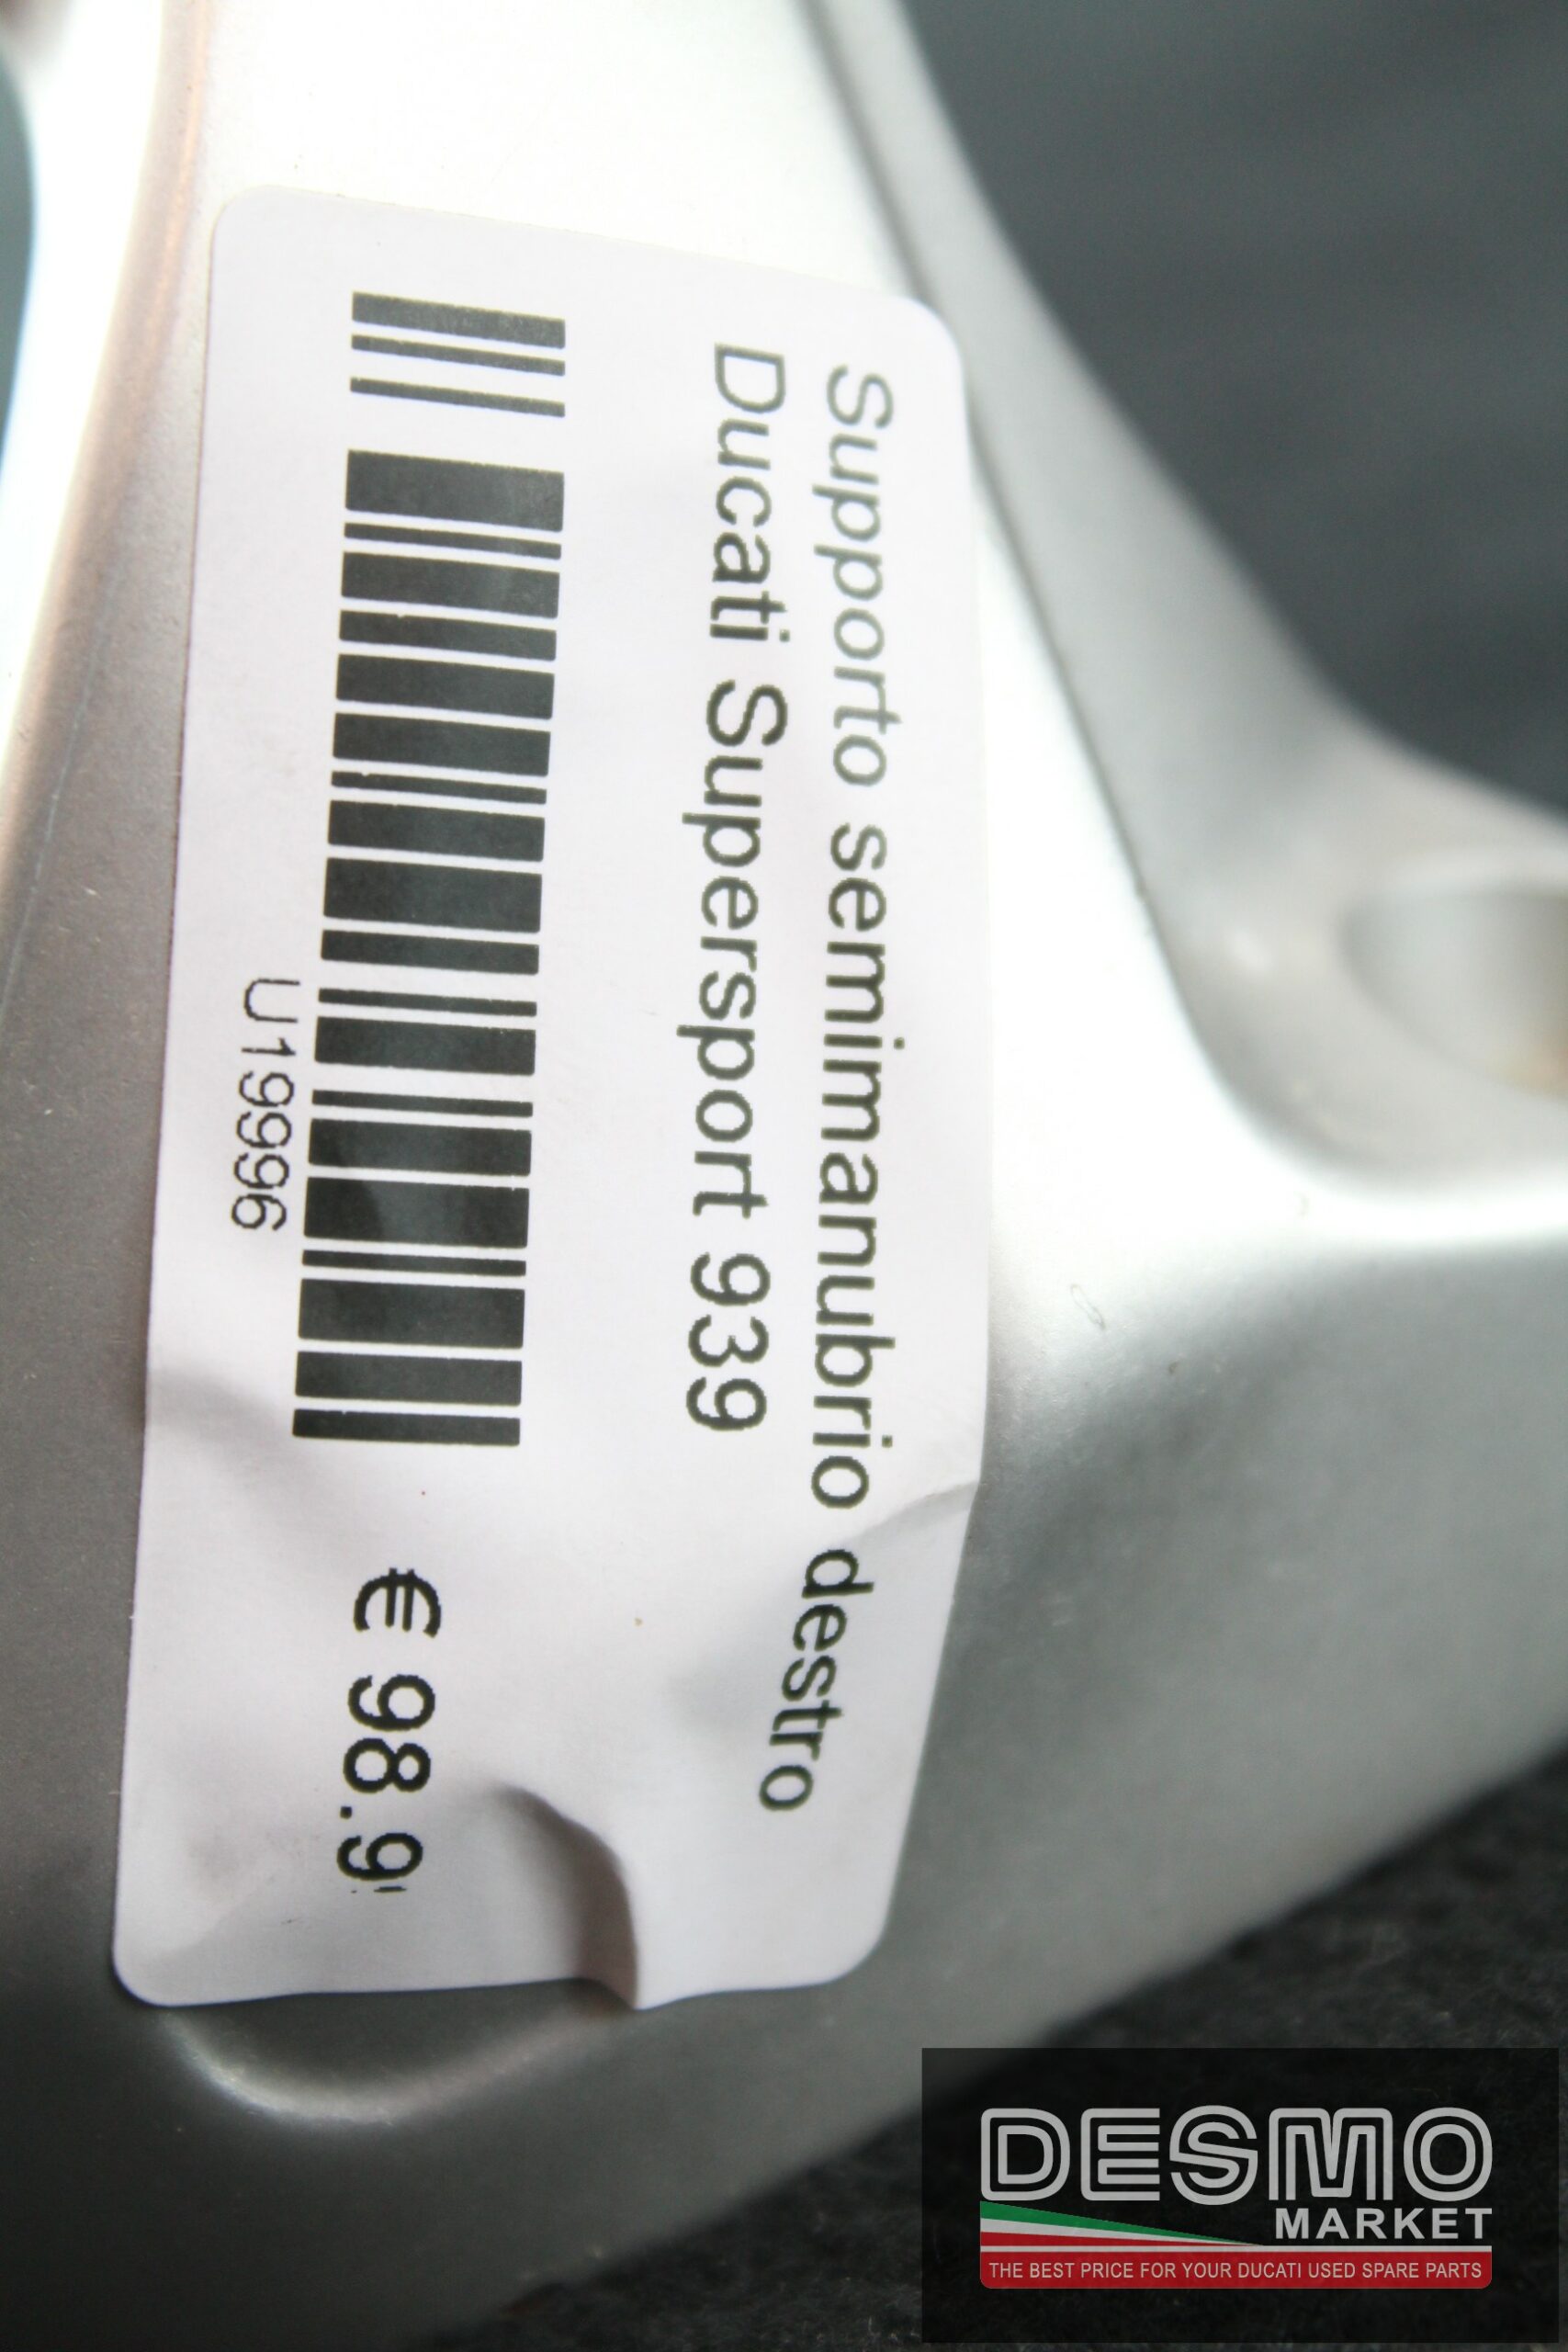 Supporto semimanubrio destro
Ducati Supersport 939
U19996
€ 98.9
DESMO
MARKET
THE BEST PRICE FOR YOUR DUCATI USED SPARE PARTS